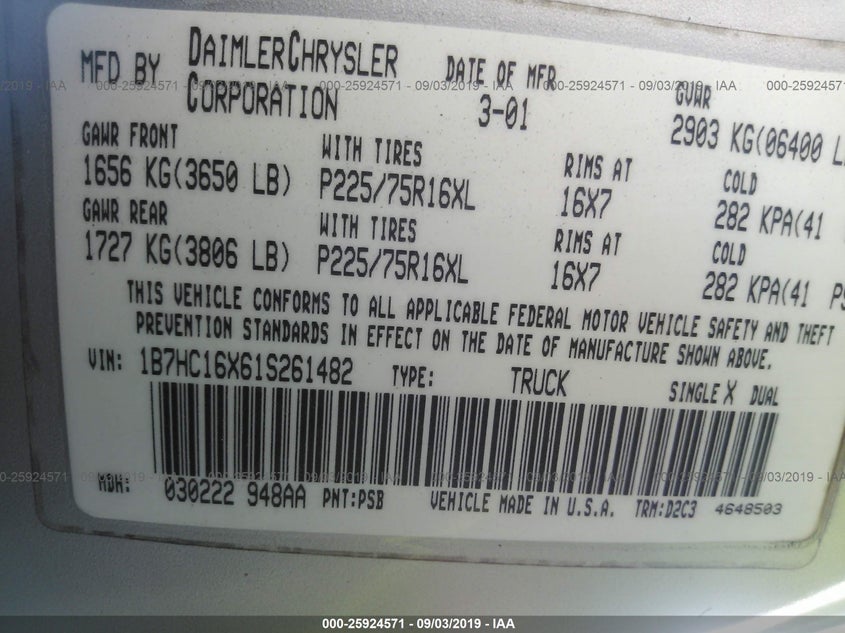 MFD BY DAIMLERCHRYSLER CORPORATION DATE OF MFR 3-01 GVWR 2903 KG(06400 L
GAWR FRONT WITH TIRES RIMS AT COLD
1656 KG(3650 LB) P225/75R16XL 16X7 282 KPA(41
GAWR REAR WITH TIRES RIMS AT COLD
1727 KG(3806 LB) P225/75R16XL 16X7 282 KPA(41 PS
THIS VEHICLE CONFORMS TO ALL APPLICABLE FEDERAL MOTOR VEHICLE SAFETY AND THEFT
PREVENTION STANDARDS IN EFFECT ON THE DATE OF MANUFACTURE SHOWN ABOVE.
VIN: 1B7HC16X61S261482 TYPE: TRUCK SINGLE X DUAL
MDH: 030222 948AA PNT:PSB VEHICLE MADE IN U.S.A. TRM:D2C3 4648503
000-25924571 - 09/03/2019 - IAA